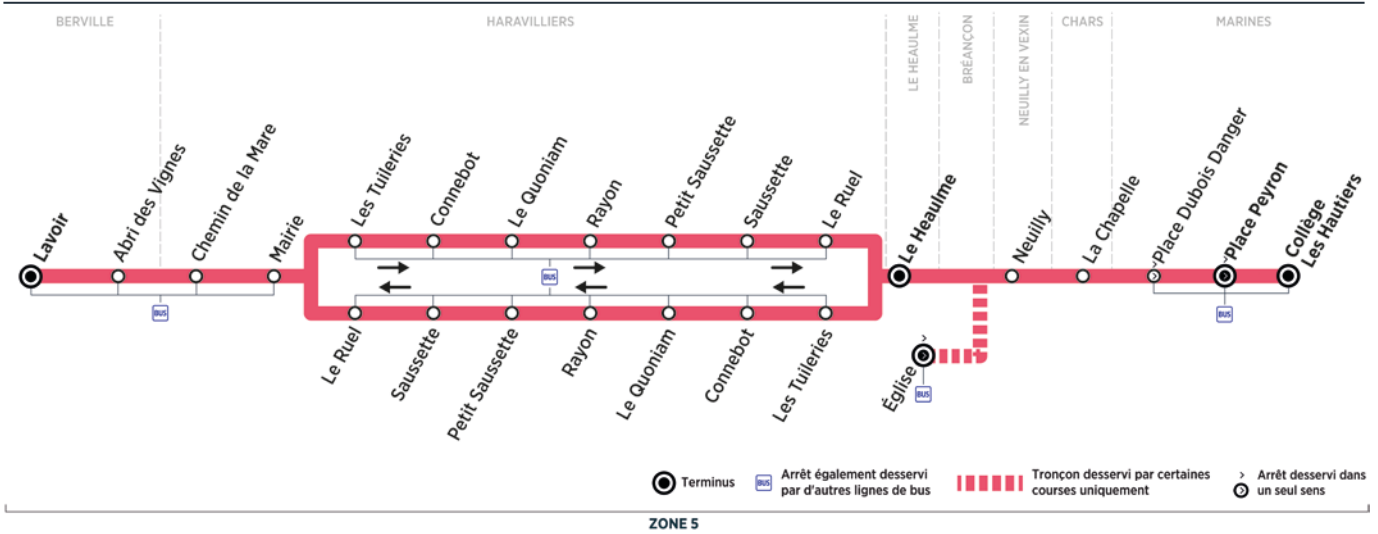 BERVILLE
HARAVILLIERS
LE HEAULME
BRÉANÇON
NEUILLY EN VEXIN
CHARS
MARINES
Lavoir
Abri des Vignes
Chemin de la Mare
Mairie
Les Tuileries
Connebot
Le Quoniam
Rayon
Petit Saussette
Saussette
Le Ruel
Le Heaulme
Neuilly
La Chapelle
Place Dubois Danger
Place Peyron
Collège
Les Hautiers
BUS
BUS
BUS
Le Ruel
Saussette
Petit Saussette
Rayon
Le Quoniam
Connebot
Les Tuileries
Église
BUS
Terminus
BUS
Arrêt également desservi
par d'autres lignes de bus
Tronçon desservi par certaines
courses uniquement
Arrêt desservi dans
un seul sens
ZONE 5